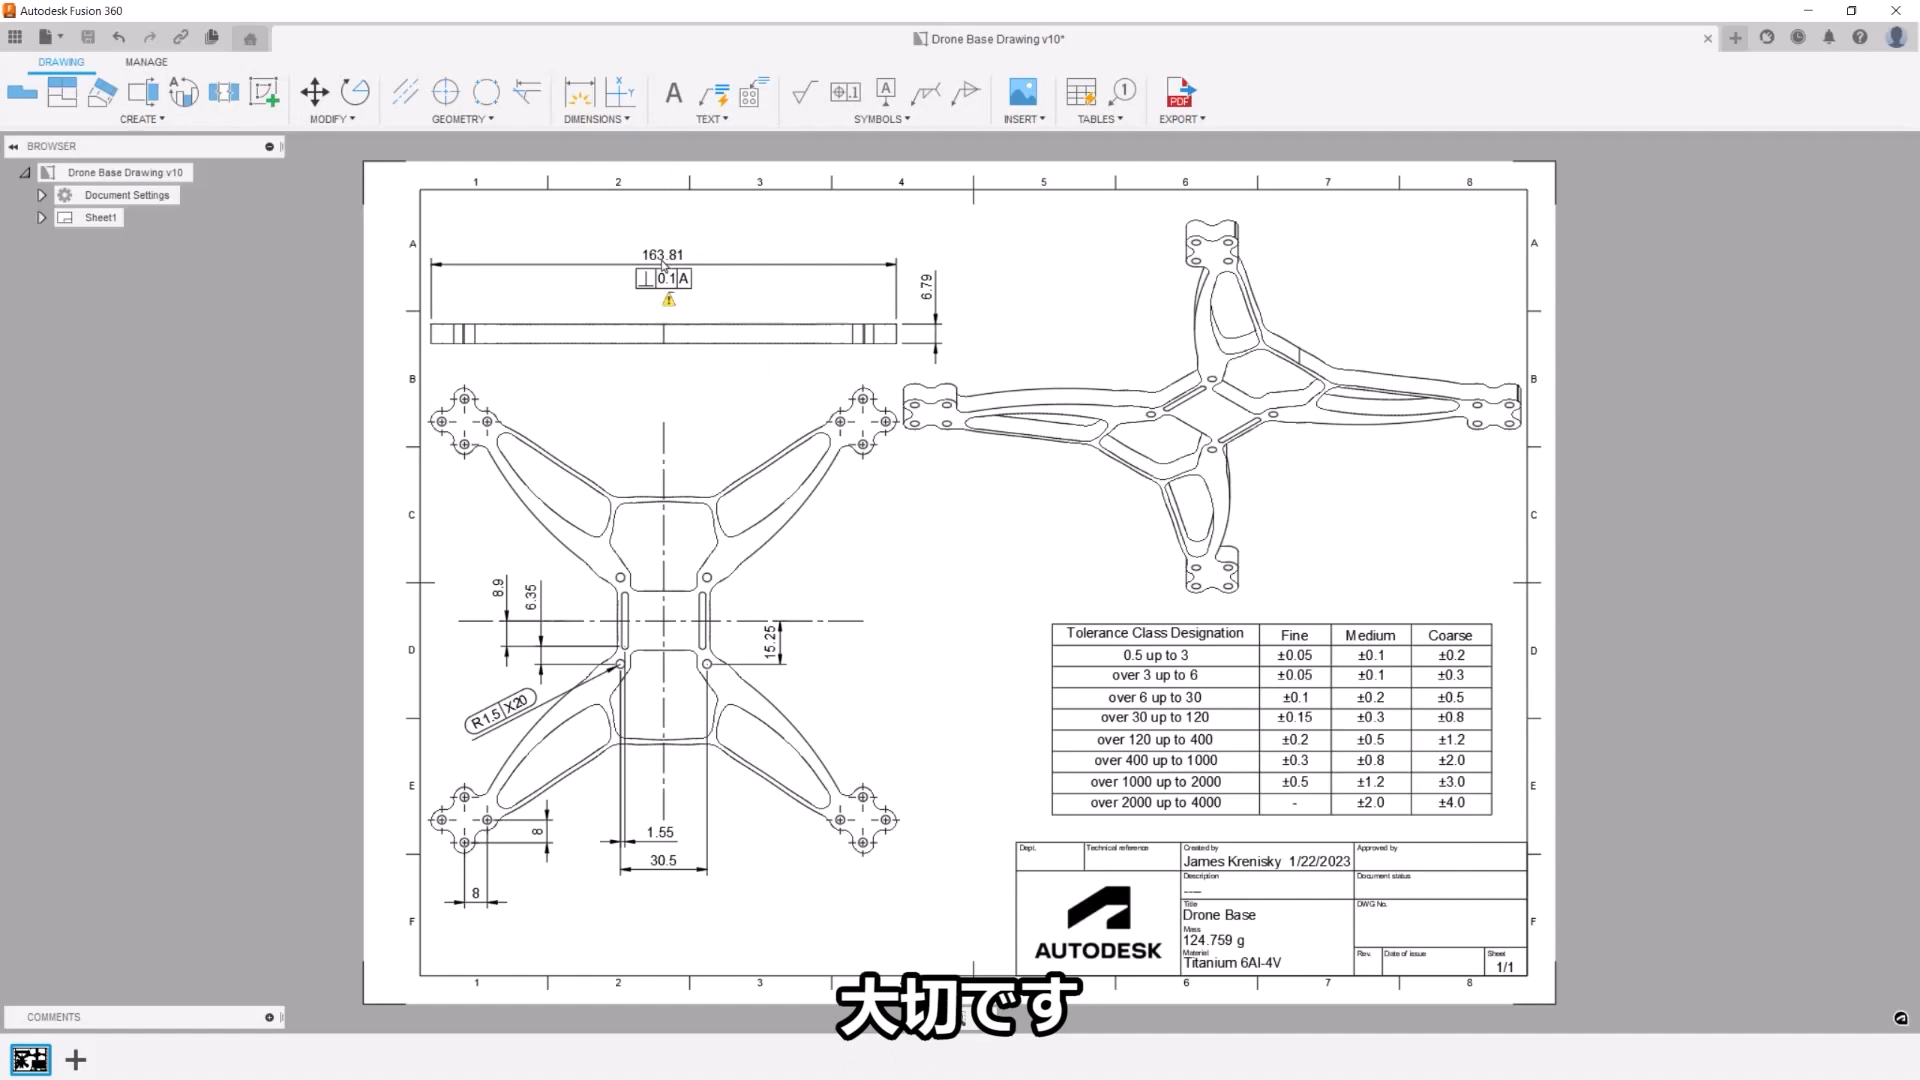 Autodesk Fusion 360
Drone Base Drawing v10*
DRAWING
MANAGE
CREATE
MODIFY
GEOMETRY
DIMENSIONS
TEXT
SYMBOLS
INSERT
TABLES
EXPORT
BROWSER
Drone Base Drawing v10
Document Settings
Sheet1
1 2 3 4 5 6 7 8
A A
B B
C C
D D
E E
F F
163.81
0.1 A
6.79
8.9
6.35
15.25
R1.5 X20
8
1.55
30.5
8
Tolerance Class Designation Fine Medium Coarse
0.5 up to 3 ±0.05 ±0.1 ±0.2
over 3 up to 6 ±0.05 ±0.1 ±0.3
over 6 up to 30 ±0.1 ±0.2 ±0.5
over 30 up to 120 ±0.15 ±0.3 ±0.8
over 120 up to 400 ±0.2 ±0.5 ±1.2
over 400 up to 1000 ±0.3 ±0.8 ±2.0
over 1000 up to 2000 ±0.5 ±1.2 ±3.0
over 2000 up to 4000 - ±2.0 ±4.0
Dept.
Technical reference
Created by
James Krenisky 1/22/2023
Approved by
Description
----
Document status
Title
Drone Base
DWG No.
Mass
124.759 g
Material
Titanium 6Al-4V
Rev.
Date of issue
Sheet
1/1
AUTODESK
1 2 3 6 7 8
大切です
COMMENTS